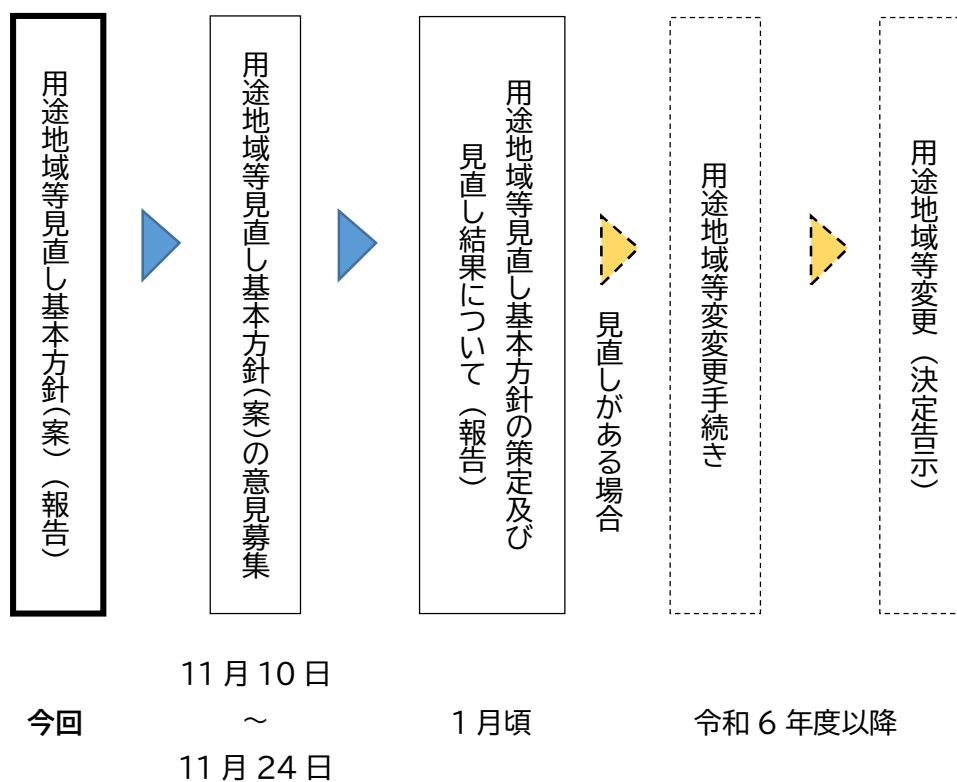 用途地域等見直し基本方針(案)(報告)
用途地域等見直し基本方針(案)の意見募集
用途地域等見直し基本方針の策定及び
見直し結果について(報告)
見直しがある場合
用途地域等変変更手続き
用途地域等変更(決定告示)
今回
11月10日
~
11月24日
1月頃
令和6年度以降